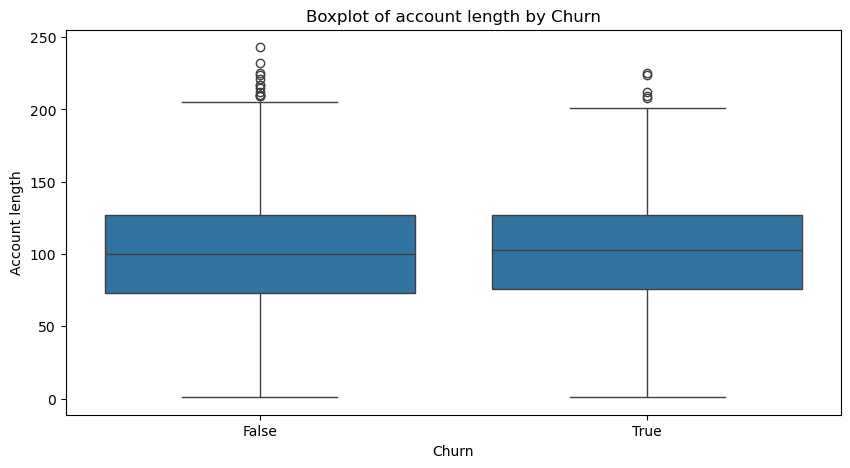 Boxplot of account length by Churn
250
200
150
100
50
0
Account length
False
True
Churn